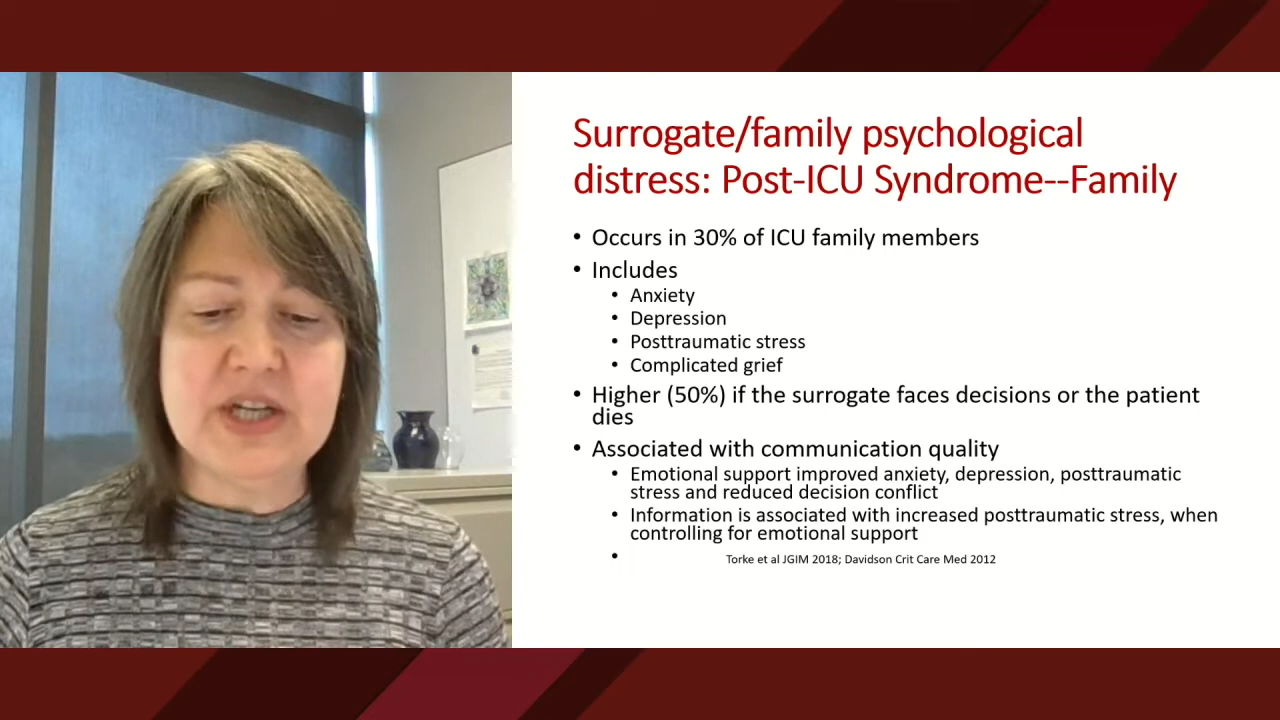 Surrogate/family psychological
distress: Post-ICU Syndrome--Family
• Occurs in 30% of ICU family members
• Includes
• Anxiety
• Depression
• Posttraumatic stress
• Complicated grief
• Higher (50%) if the surrogate faces decisions or the patient
dies
• Associated with communication quality
• Emotional support improved anxiety, depression, posttraumatic
stress and reduced decision conflict
• Information is associated with increased posttraumatic stress, when
controlling for emotional support
• Torke et al JGIM 2018; Davidson Crit Care Med 2012